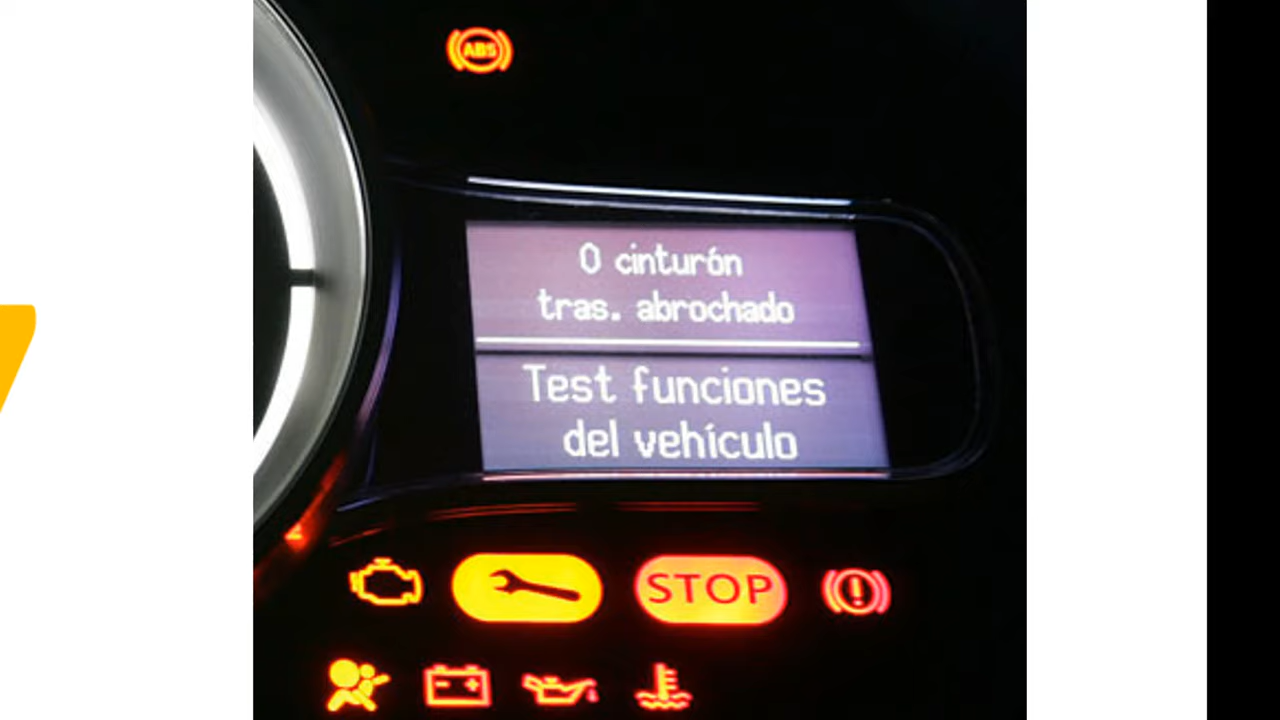 ABS
0 cinturón
tras. abrochado
Test funciones
del vehículo
STOP